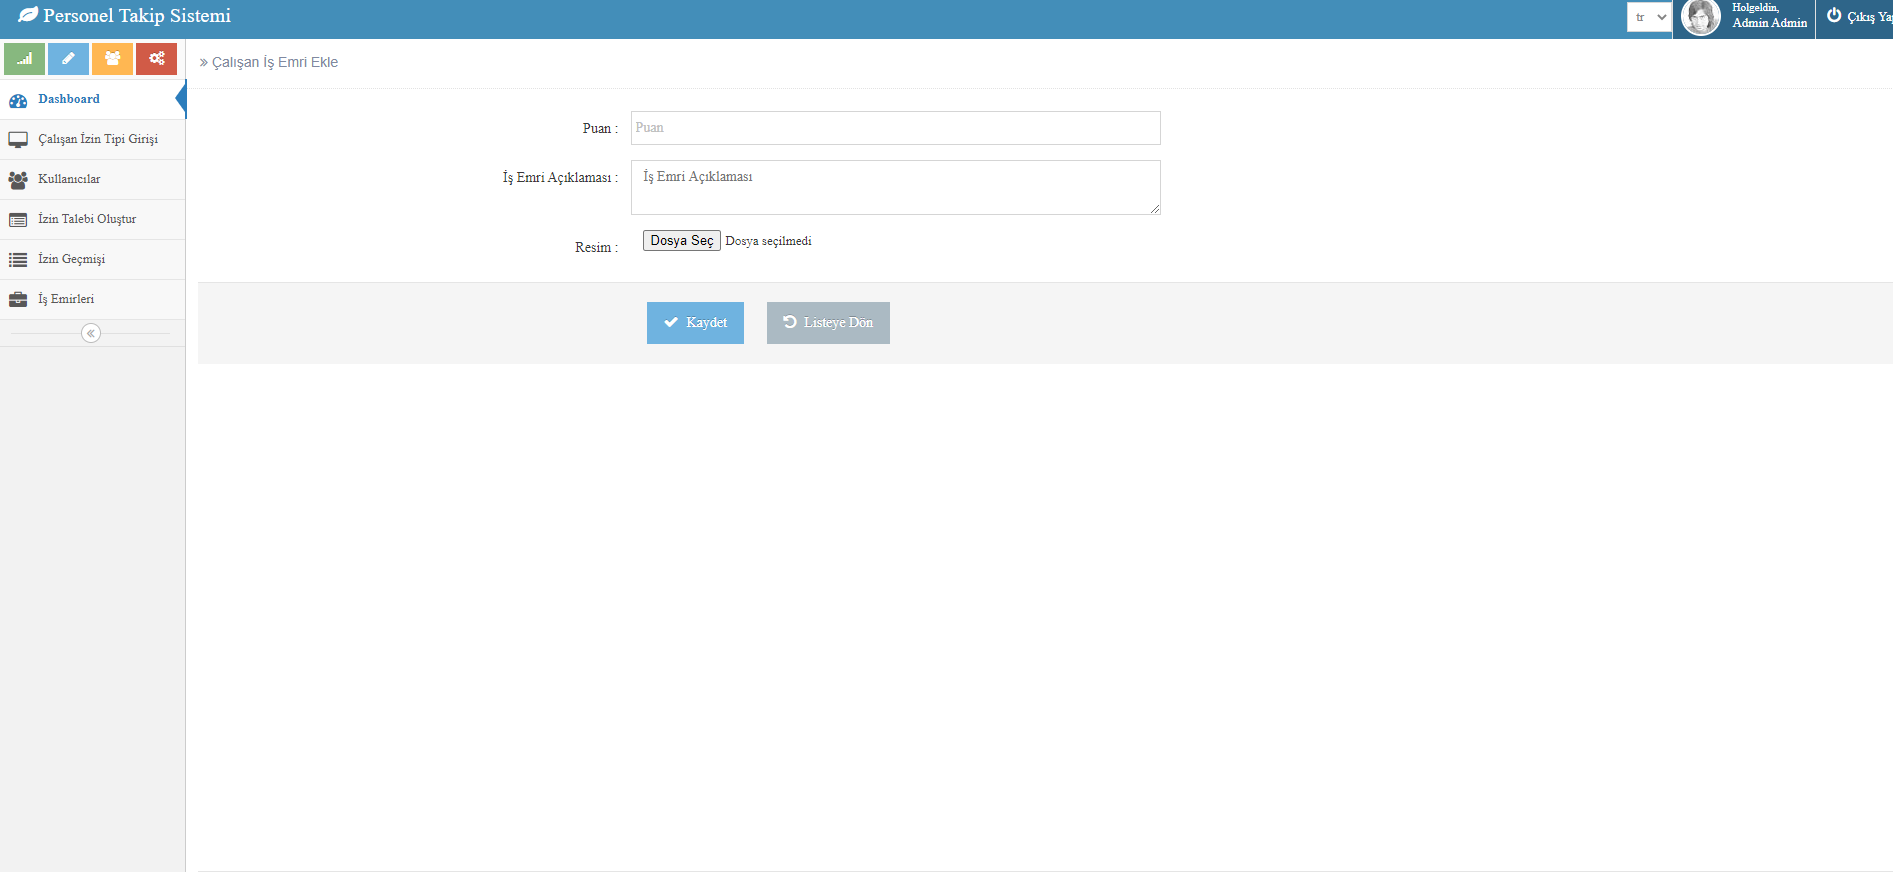 Personel Takip Sistemi
tr
Holgeldin,
Admin Admin
Çıkış Yap
» Çalışan İş Emri Ekle
Dashboard
Çalışan İzin Tipi Girişi
Kullanıcılar
İzin Talebi Oluştur
İzin Geçmişi
İş Emirleri
Puan :
Puan
İş Emri Açıklaması :
İş Emri Açıklaması
Resim :
Dosya Seç Dosya seçilmedi
Kaydet
Listeye Dön